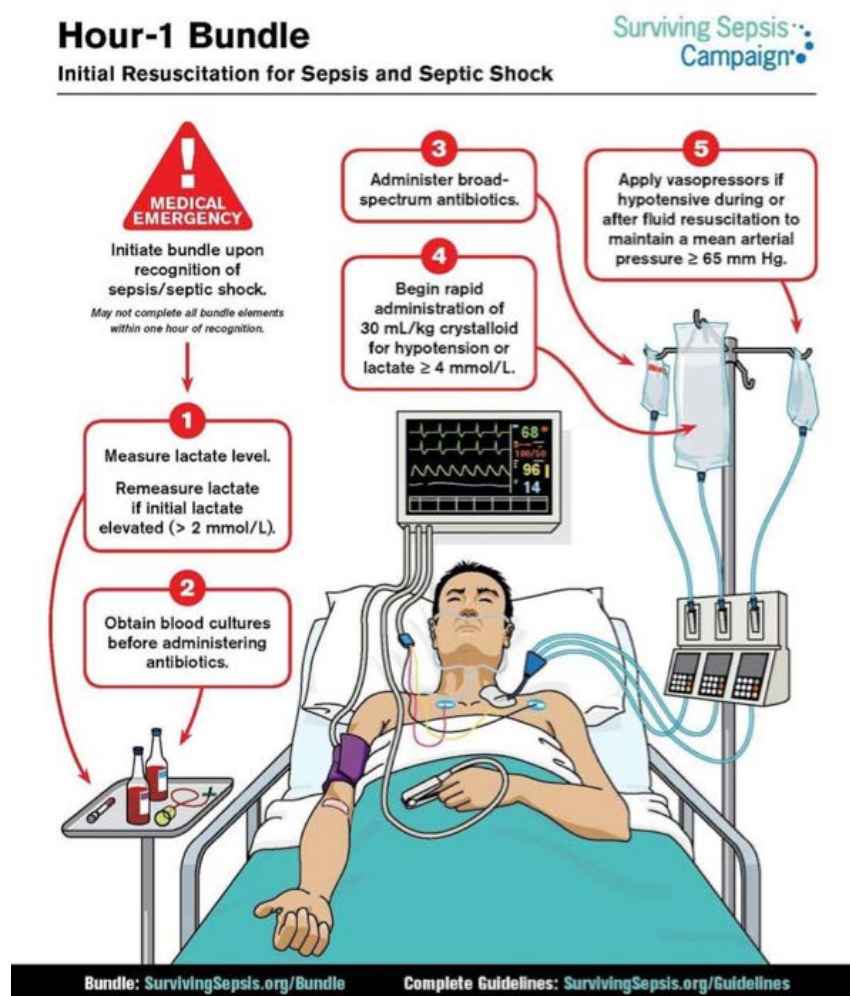 Hour-1 Bundle
Initial Resuscitation for Sepsis and Septic Shock
Surviving Sepsis
Campaign
!
MEDICAL
EMERGENCY
Initiate bundle upon
recognition of
sepsis/septic shock.
May not complete all bundle elements
within one hour of recognition.
1
Measure lactate level.
Remeasure lactate
if initial lactate
elevated (> 2 mmol/L).
2
Obtain blood cultures
before administering
antibiotics.
3
Administer broad-
spectrum antibiotics.
4
Begin rapid
administration of
30 mL/kg crystalloid
for hypotension or
lactate ≥ 4 mmol/L.
5
Apply vasopressors if
hypotensive during or
after fluid resuscitation to
maintain a mean arterial
pressure ≥ 65 mm Hg.
68
100/50
96
14
Bundle: SurvivingSepsis.org/Bundle
Complete Guidelines: SurvivingSepsis.org/Guidelines